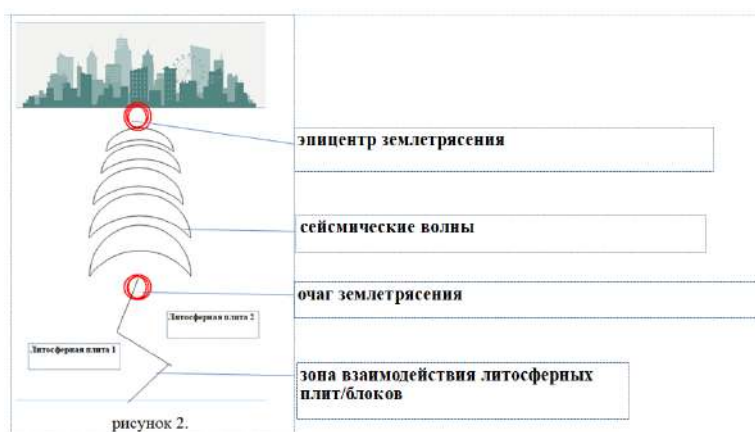 эпицентр землетрясения
сейсмические волны
очаг землетрясения
Литосферная плита 2
Литосферная плита 1
зона взаимодействия литосферных
плит/блоков
рисунок 2.